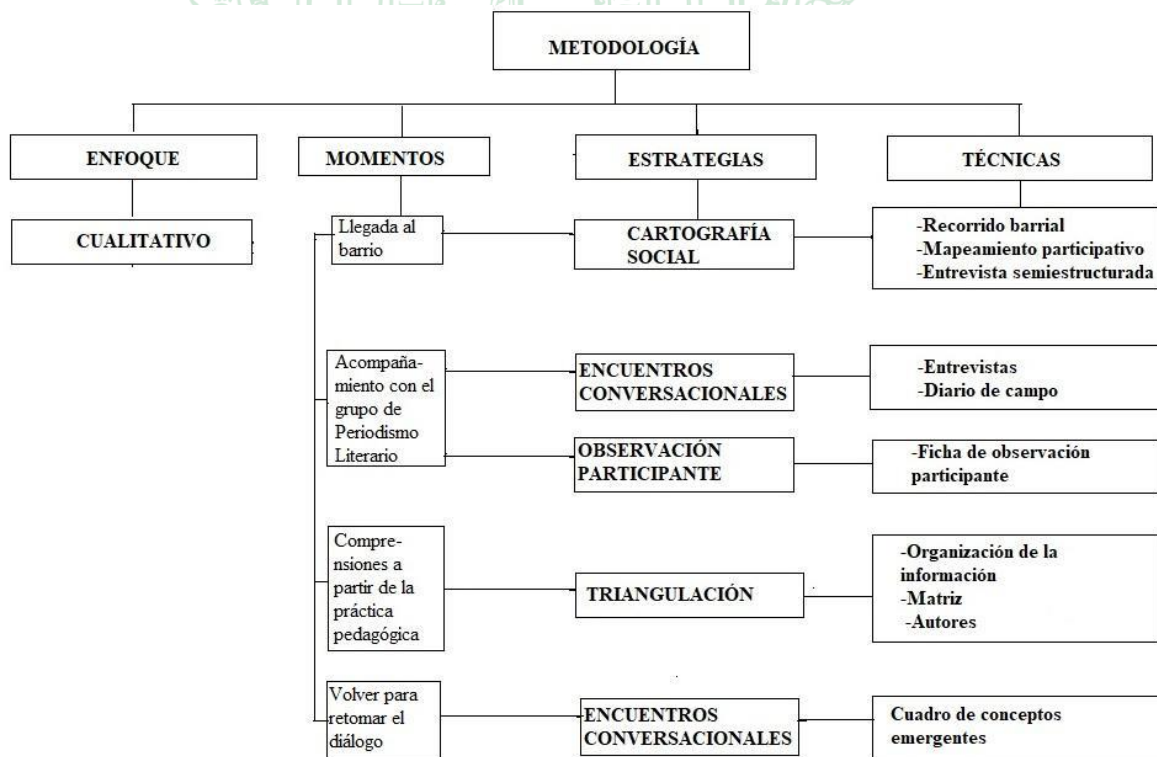 METODOLOGÍA
ENFOQUE
MOMENTOS
ESTRATEGIAS
TÉCNICAS
CUALITATIVO
Llegada al
barrio
CARTOGRAFÍA
SOCIAL
-Recorrido barrial
-Mapeamiento participativo
-Entrevista semiestructurada
Acompaña-
miento con el
grupo de
Periodismo
Literario
ENCUENTROS
CONVERSACIONALES
-Entrevistas
-Diario de campo
OBSERVACIÓN
PARTICIPANTE
-Ficha de observación
participante
Compre-
nsiones a
partir de la
práctica
pedagógica
TRIANGULACIÓN
-Organización de la
información
-Matriz
-Autores
Volver para
retomar el
diálogo
ENCUENTROS
CONVERSACIONALES
Cuadro de conceptos
emergentes